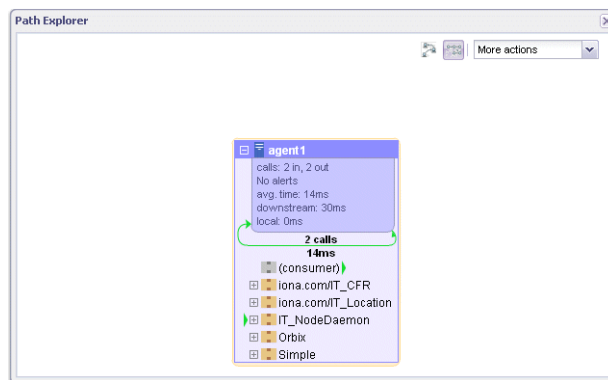 Path Explorer
More actions
agent1
calls: 2 in, 2 out
No alerts
avg. time: 14ms
downstream: 30ms
local: 0ms
2 calls
14ms
(consumer)
iona.com/IT_CFR
iona.com/IT_Location
IT_NodeDaemon
Orbix
Simple